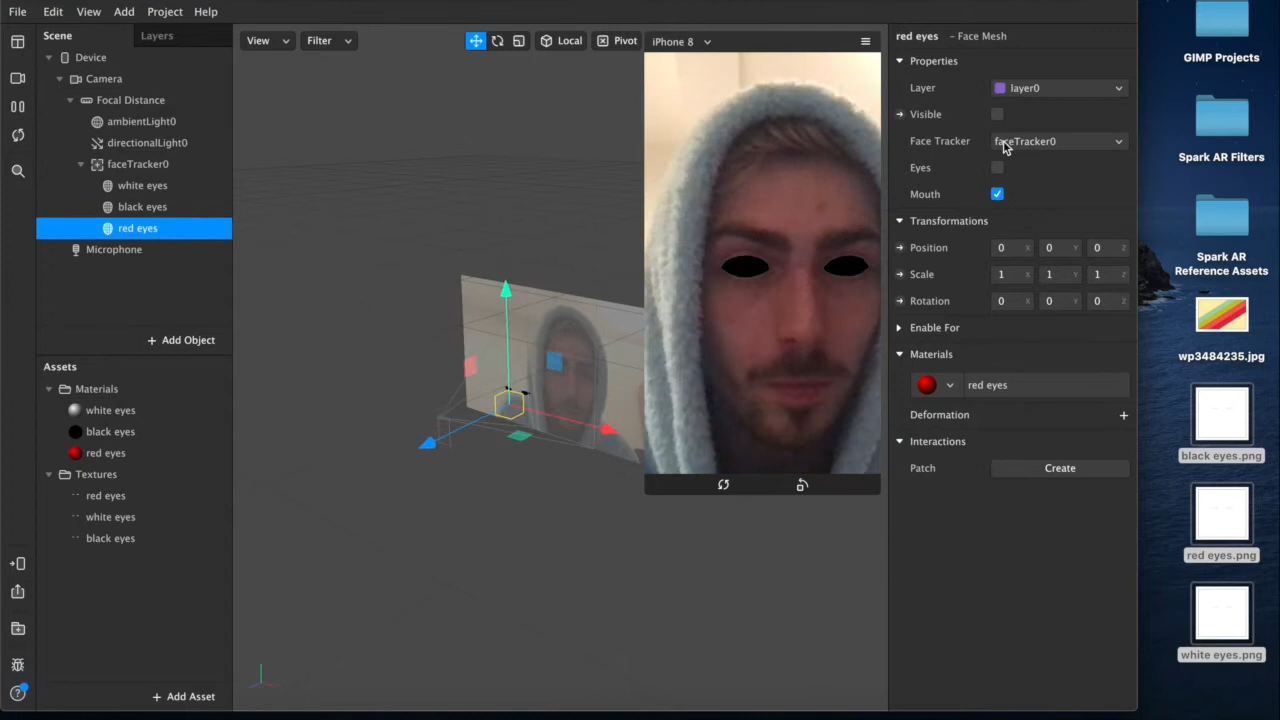 File Edit View Add Project Help
Scene Layers
Device
Camera
Focal Distance
ambientLight0
directionalLight0
faceTracker0
white eyes
black eyes
red eyes
Microphone
+ Add Object
Assets
Materials
white eyes
black eyes
red eyes
Textures
red eyes
white eyes
black eyes
+ Add Asset
View Filter Local Pivot
iPhone 8
red eyes – Face Mesh
Properties
Layer layer0
Visible
Face Tracker faceTracker0
Eyes
Mouth
Transformations
Position 0 X 0 Y 0 Z
Scale 1 X 1 Y 1 Z
Rotation 0 X 0 Y 0 Z
Enable For
Materials
red eyes
Deformation +
Interactions
Patch Create
GIMP Projects
Spark AR Filters
Spark AR
Reference Assets
wp3484235.jpg
black eyes.png
red eyes.png
white eyes.png